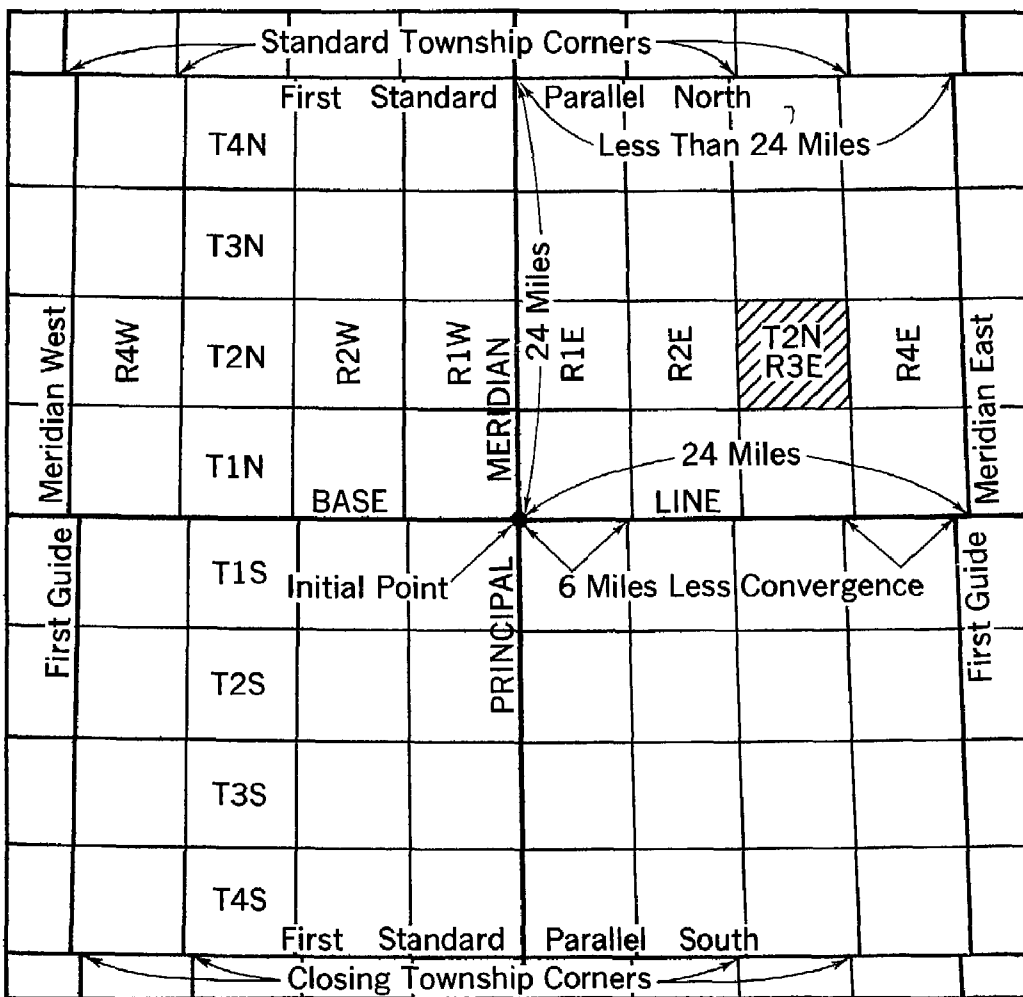 Standard Township Corners
First Standard Parallel North
Less Than 24 Miles
T4N
T3N
24 Miles
Meridian West
R4W
T2N
R2W
R1W
MERIDIAN
R1E
R2E
T2N
R3E
R4E
Meridian East
T1N
24 Miles
BASE
LINE
First Guide
T1S
Initial Point
PRINCIPAL
6 Miles Less Convergence
First Guide
T2S
T3S
T4S
First Standard Parallel South
Closing Township Corners